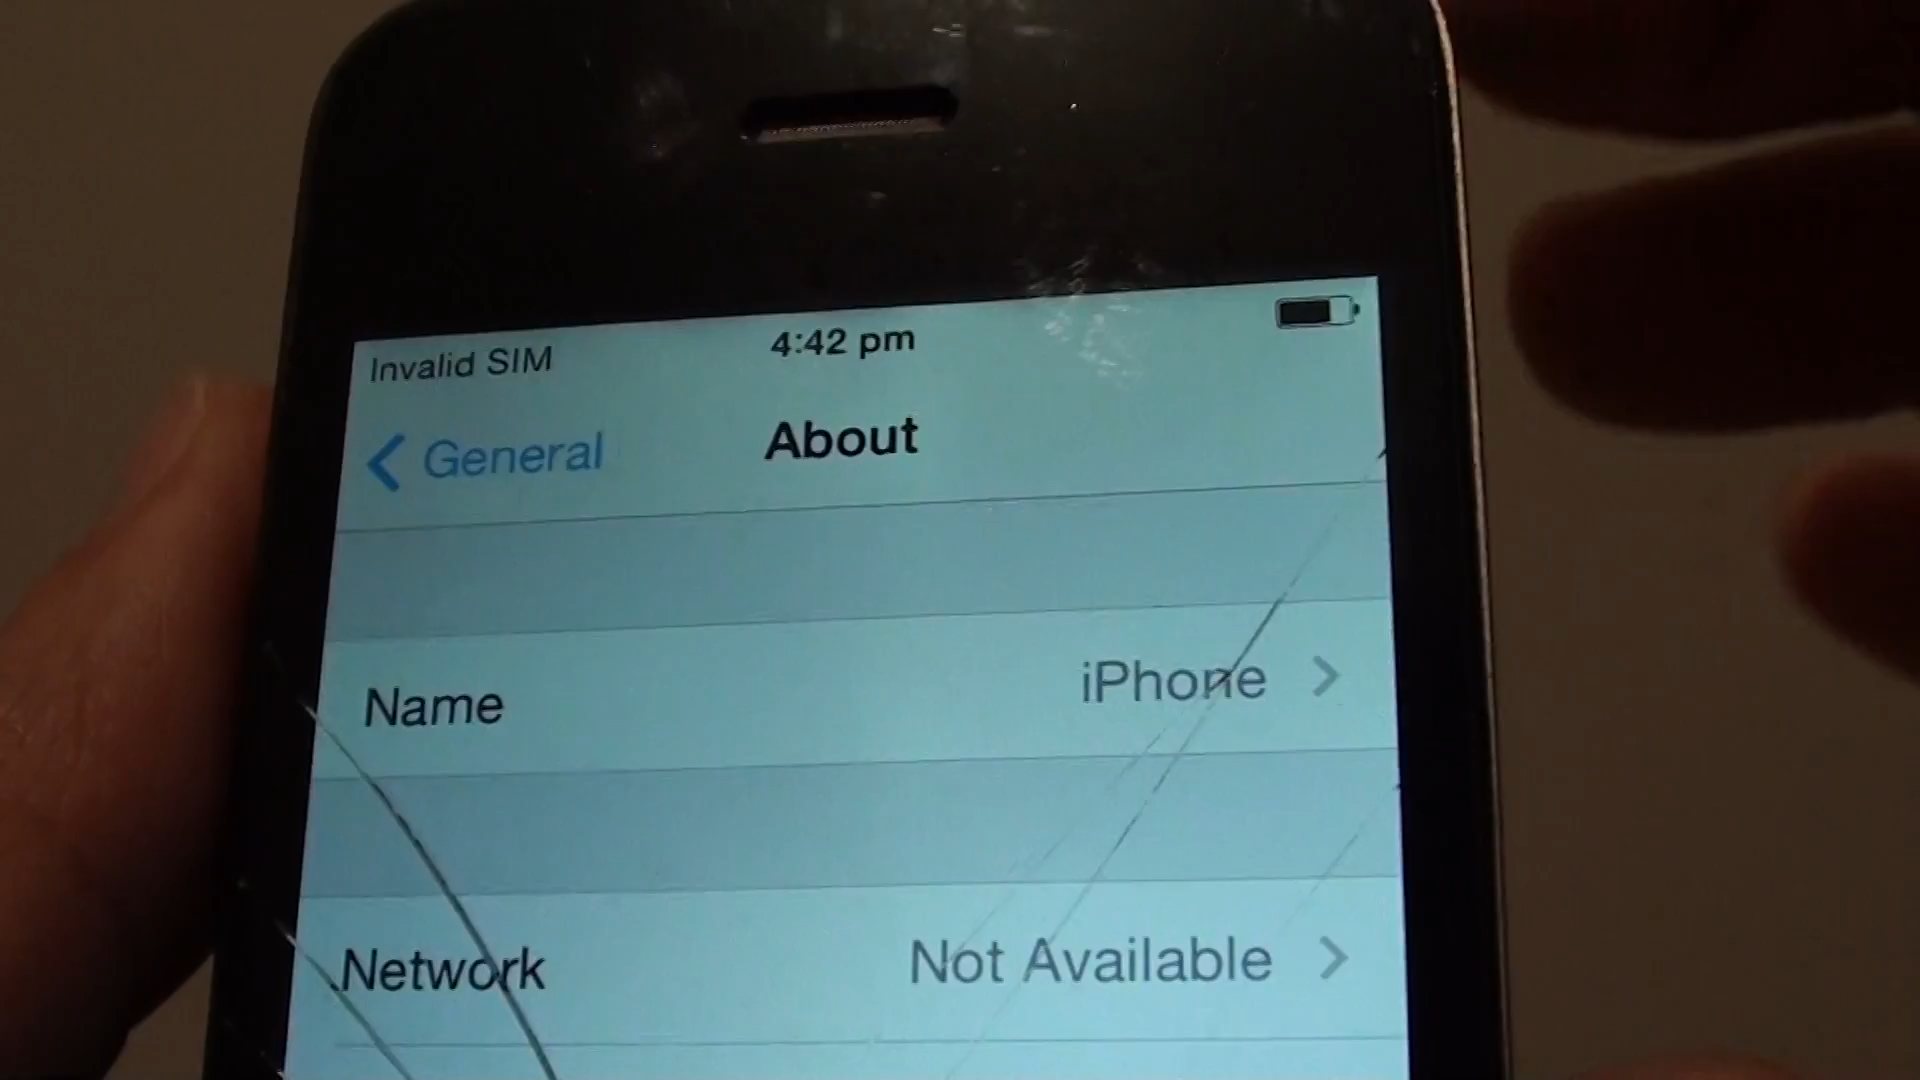 Invalid SIM
4:42 pm
General
About
Name
iPhone
Network
Not Available